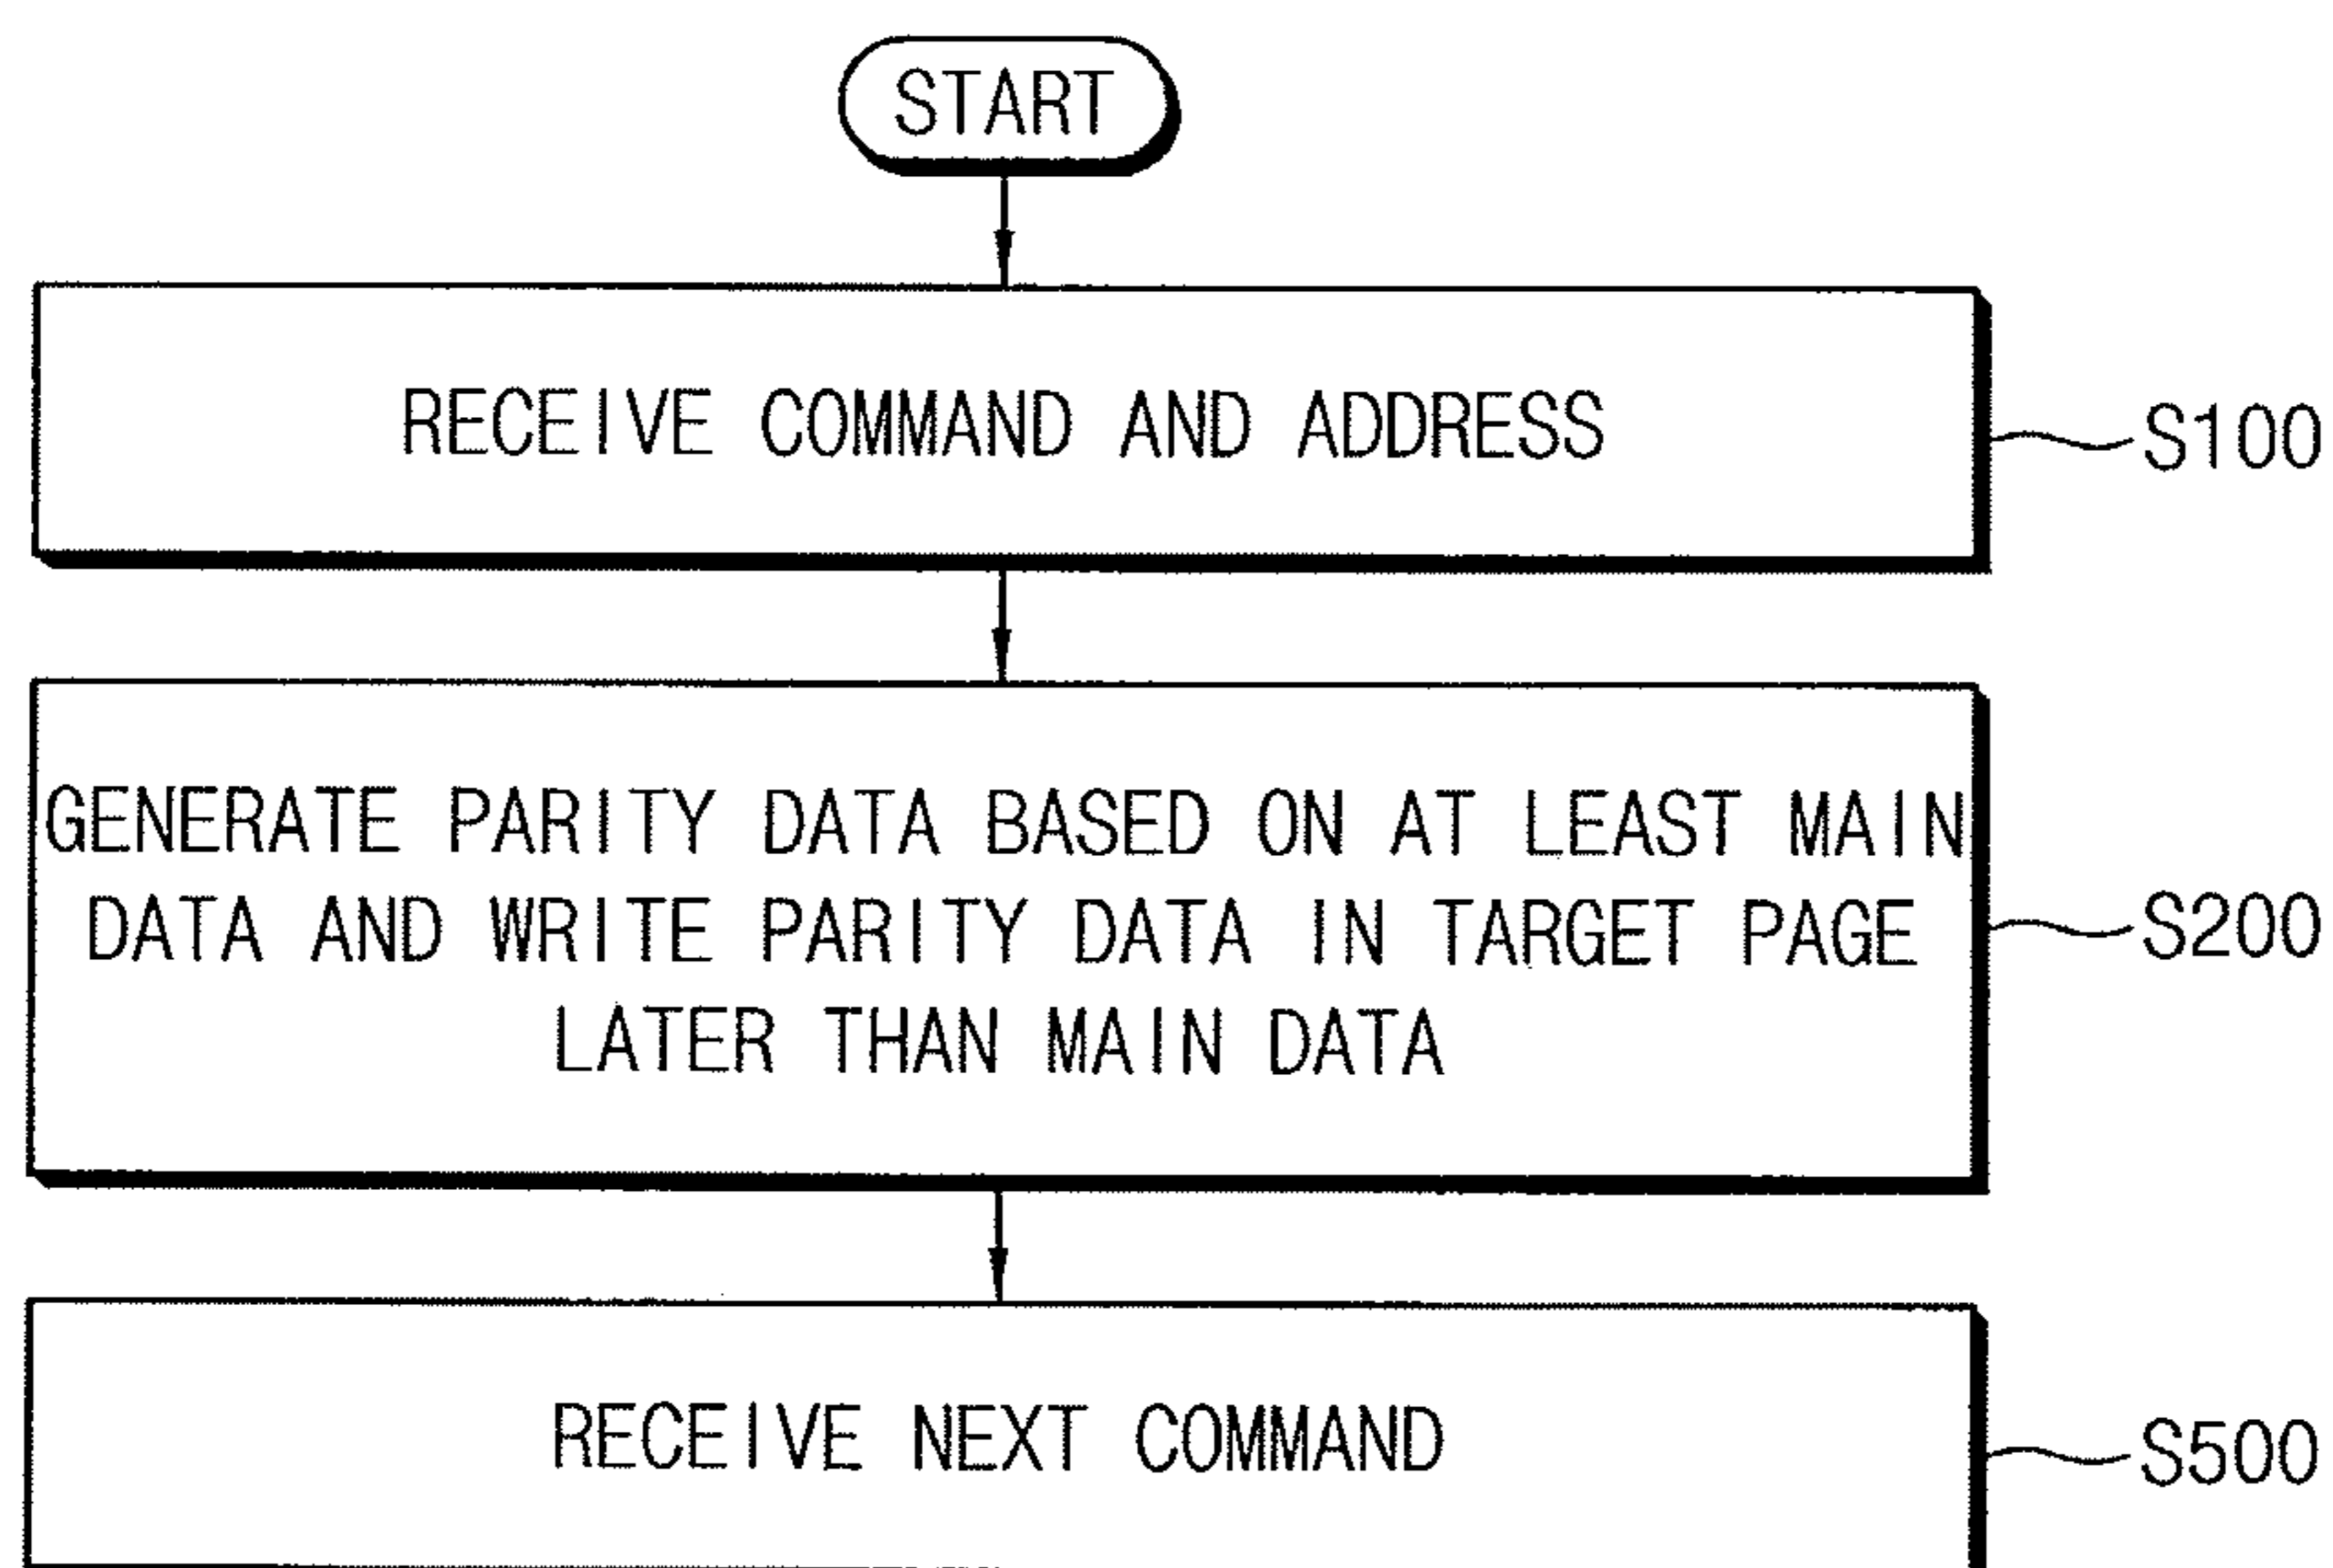 START
RECEIVE COMMAND AND ADDRESS
S100
GENERATE PARITY DATA BASED ON AT LEAST MAIN
DATA AND WRITE PARITY DATA IN TARGET PAGE
LATER THAN MAIN DATA
S200
RECEIVE NEXT COMMAND
S500